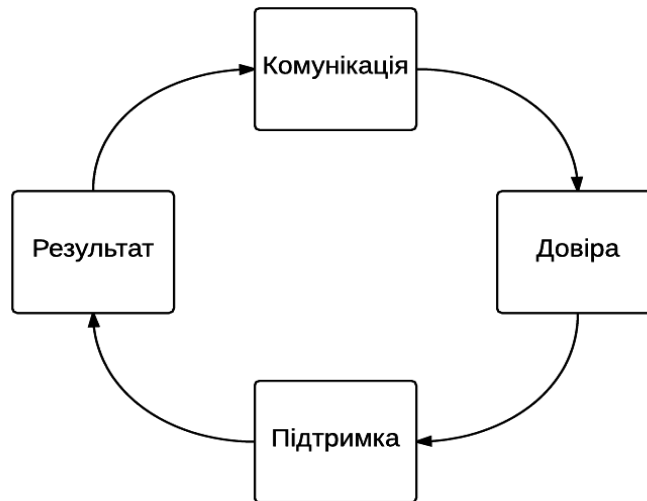 Комунікація
Довіра
Підтримка
Результат